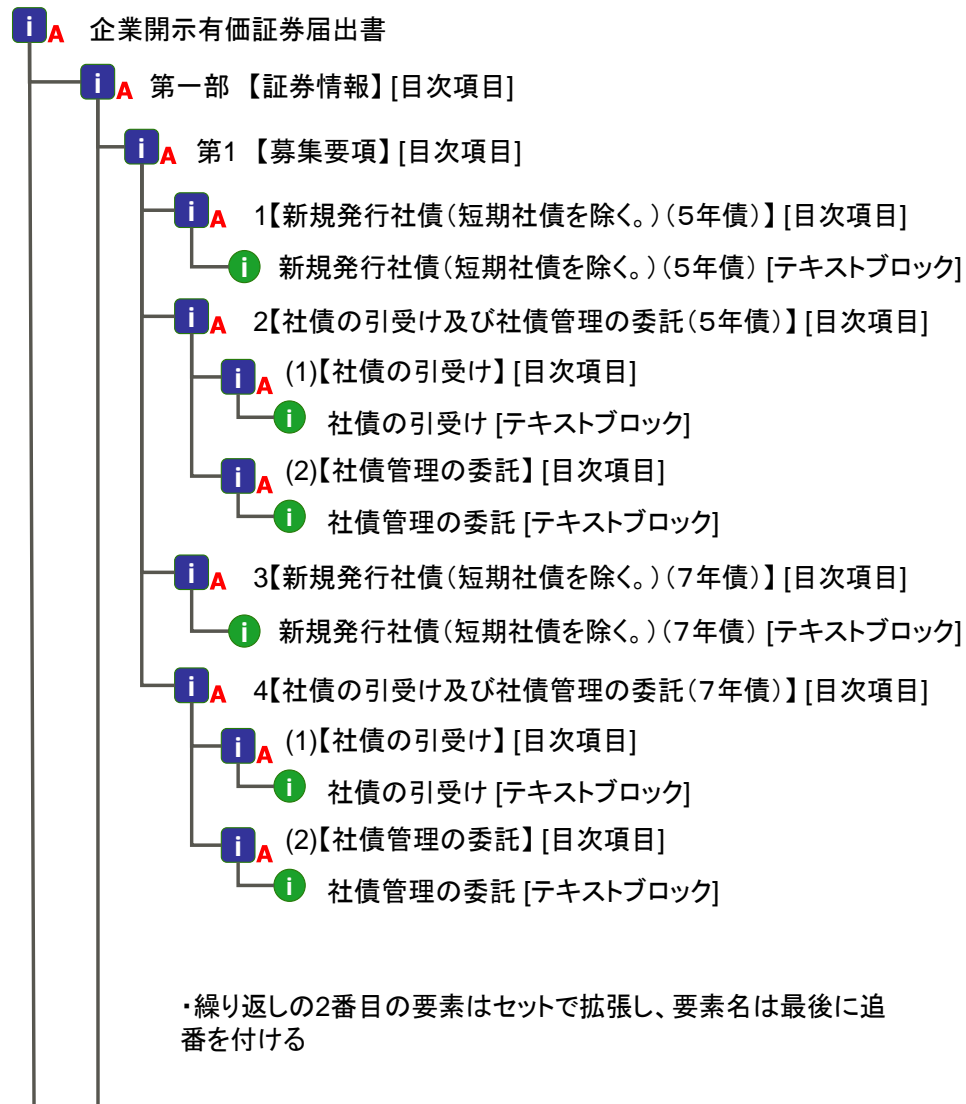 i A 企業開示有価証券届出書
i A 第一部 【証券情報】 [目次項目]
i A 第1 【募集要項】 [目次項目]
i A 1【新規発行社債（短期社債を除く。）（５年債）】 [目次項目]
i 新規発行社債（短期社債を除く。）（５年債） [テキストブロック]
i A 2【社債の引受け及び社債管理の委託（５年債）】 [目次項目]
i A (1)【社債の引受け】 [目次項目]
i 社債の引受け [テキストブロック]
i A (2)【社債管理の委託】 [目次項目]
i 社債管理の委託 [テキストブロック]
i A 3【新規発行社債（短期社債を除く。）（７年債）】 [目次項目]
i 新規発行社債（短期社債を除く。）（７年債） [テキストブロック]
i A 4【社債の引受け及び社債管理の委託（７年債）】 [目次項目]
i A (1)【社債の引受け】 [目次項目]
i 社債の引受け [テキストブロック]
i A (2)【社債管理の委託】 [目次項目]
i 社債管理の委託 [テキストブロック]
・繰り返しの2番目の要素はセットで拡張し、要素名は最後に追
番を付ける